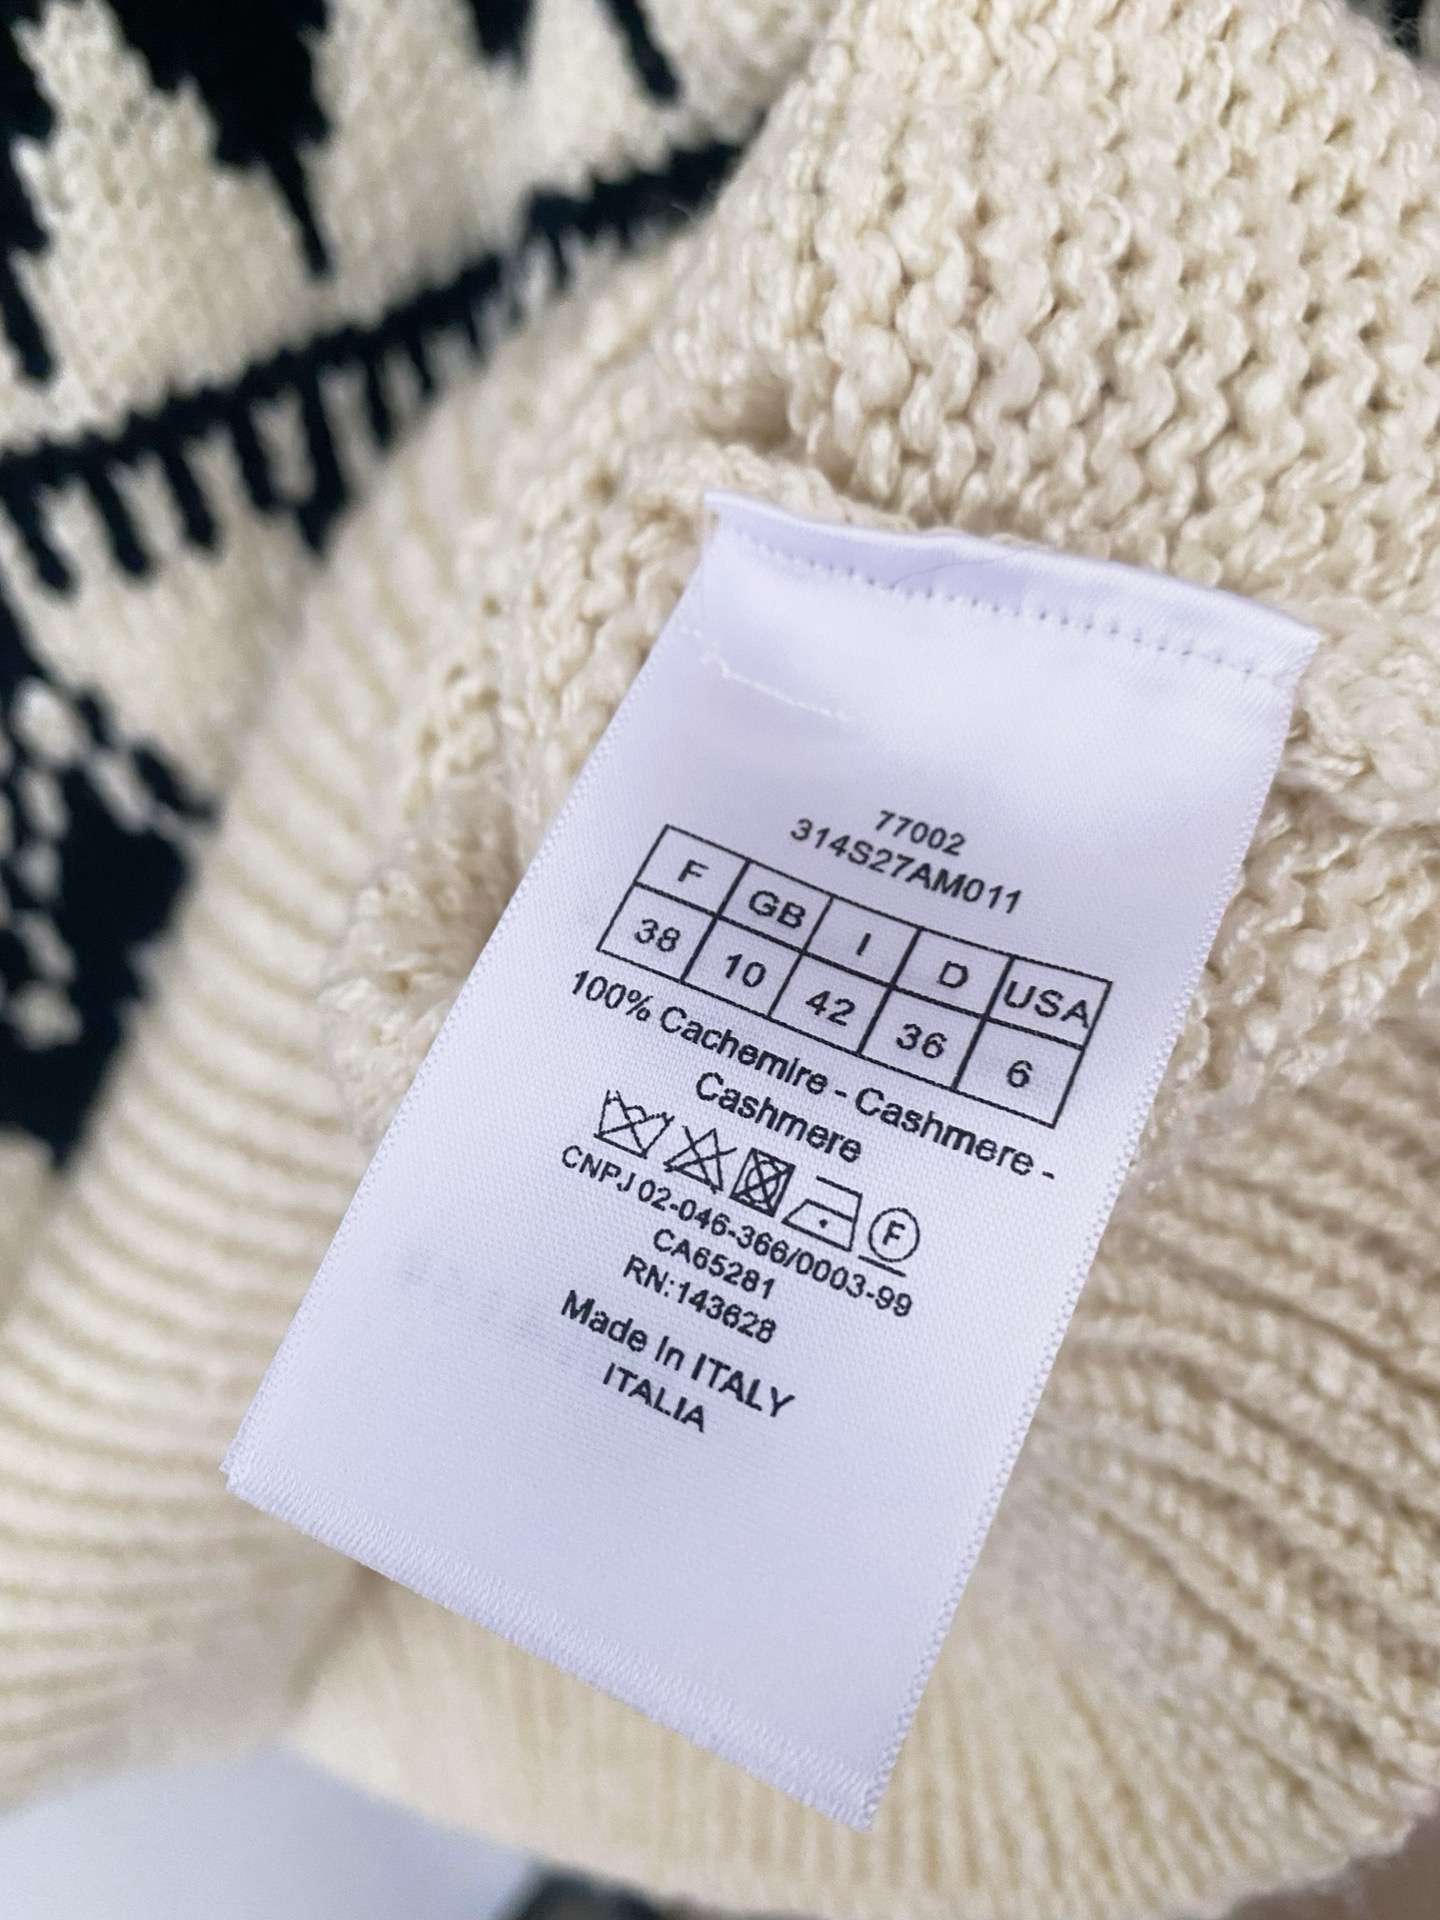 77002
314S27AM011
F GB I D USA
38 10 42 36 6
100% Cachemire - Cashmere -
Cashmere
F
CNPJ 02-046-366/0003-99
CA65281
RN:143628
Made In ITALY
ITALIA